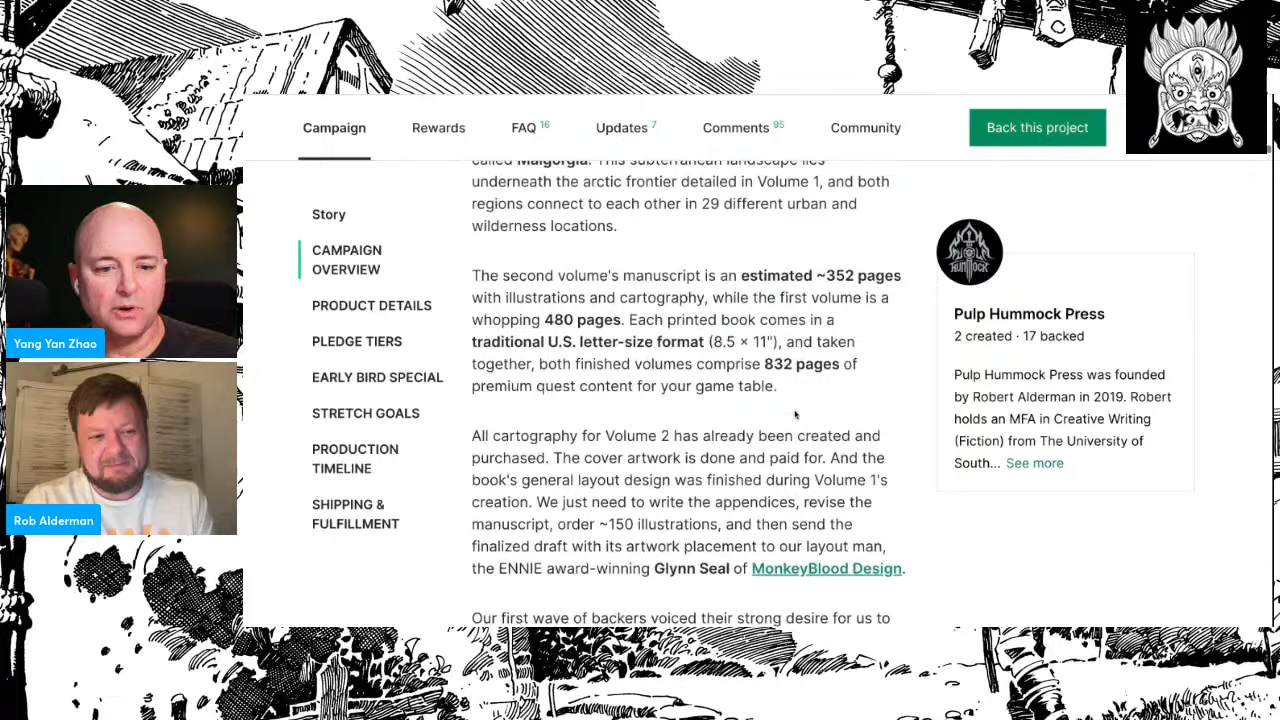 Campaign
Rewards
FAQ 16
Updates 7
Comments 95
Community
Back this project
Story
CAMPAIGN
OVERVIEW
PRODUCT DETAILS
PLEDGE TIERS
EARLY BIRD SPECIAL
STRETCH GOALS
PRODUCTION
TIMELINE
SHIPPING &
FULFILLMENT
called Malgorgia. This subterranean landscape lies
underneath the arctic frontier detailed in Volume 1, and both
regions connect to each other in 29 different urban and
wilderness locations.
The second volume's manuscript is an estimated ~352 pages
with illustrations and cartography, while the first volume is a
whopping 480 pages. Each printed book comes in a
traditional U.S. letter-size format (8.5 × 11"), and taken
together, both finished volumes comprise 832 pages of
premium quest content for your game table.
All cartography for Volume 2 has already been created and
purchased. The cover artwork is done and paid for. And the
book's general layout design was finished during Volume 1's
creation. We just need to write the appendices, revise the
manuscript, order ~150 illustrations, and then send the
finalized draft with its artwork placement to our layout man,
the ENNIE award-winning Glynn Seal of MonkeyBlood Design.
Our first wave of backers voiced their strong desire for us to
HUMMOCK
Pulp Hummock Press
2 created · 17 backed
Pulp Hummock Press was founded
by Robert Alderman in 2019. Robert
holds an MFA in Creative Writing
(Fiction) from The University of
South... See more
Yang Yan Zhao
Rob Alderman